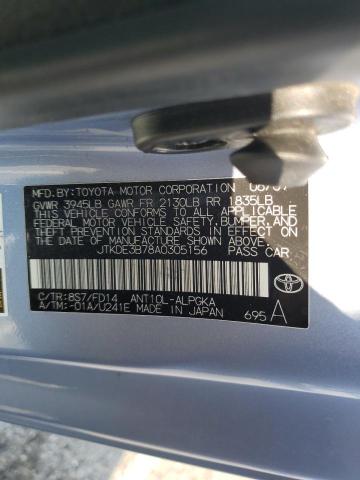 MFD.BY:TOYOTA MOTOR CORPORATION 06/07
GVWR 3945LB GAWR FR 2130LB RR 1835LB
THIS VEHICLE CONFORMS TO ALL APPLICABLE
FEDERAL MOTOR VEHICLE SAFETY, BUMPER, AND
THEFT PREVENTION STANDARDS IN EFFECT ON
THE DATE OF MANUFACTURE SHOWN ABOVE.
JTKDE3B78A0305156 PASS CAR
C/TR:8S7/FD14 ANT10L-ALPGKA
A/TM:-01A/U241E MADE IN JAPAN 695 A